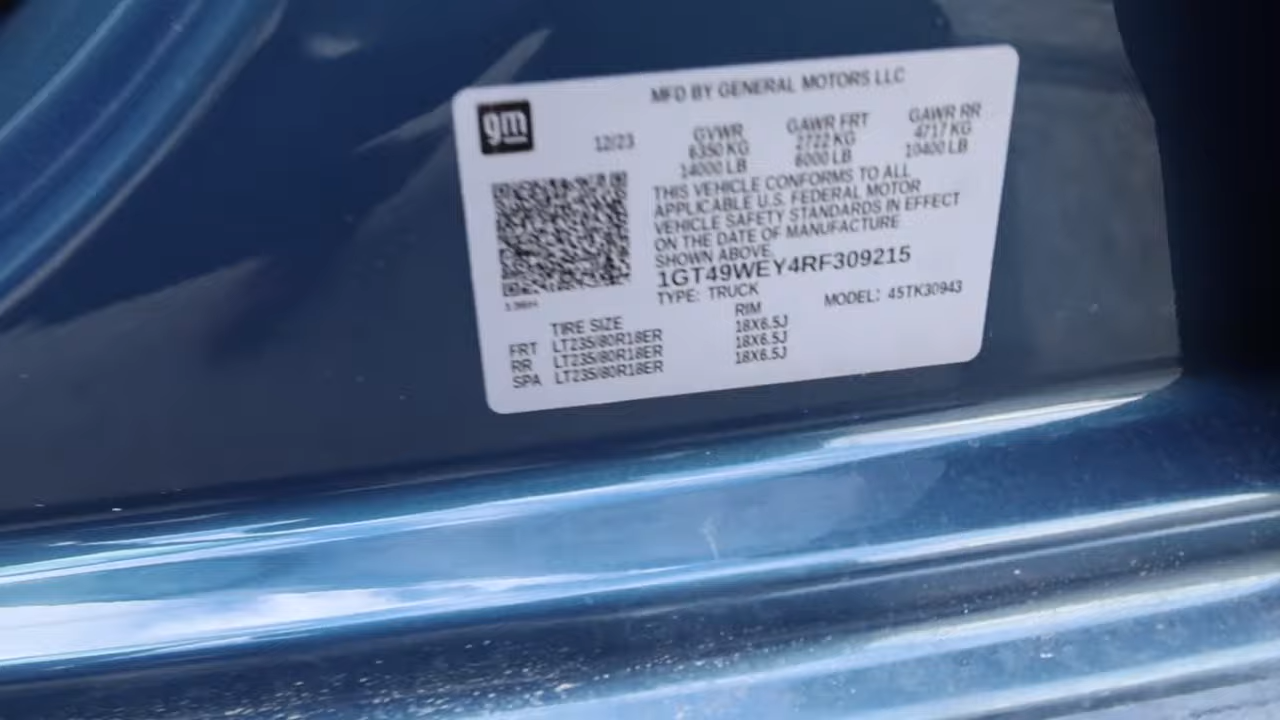 MFD BY GENERAL MOTORS LLC
gm
12/23 GVWR GAWR FRT GAWR RR
6350 KG 2722 KG 4717 KG
14000 LB 6000 LB 10400 LB
THIS VEHICLE CONFORMS TO ALL
APPLICABLE U.S. FEDERAL MOTOR
VEHICLE SAFETY STANDARDS IN EFFECT
ON THE DATE OF MANUFACTURE
SHOWN ABOVE.
1GT49WEY4RF309215
TYPE: TRUCK MODEL: 45TK30943
TIRE SIZE RIM
FRT LT235/80R18ER 18X6.5J
RR LT235/80R18ER 18X6.5J
SPA LT235/80R18ER 18X6.5J